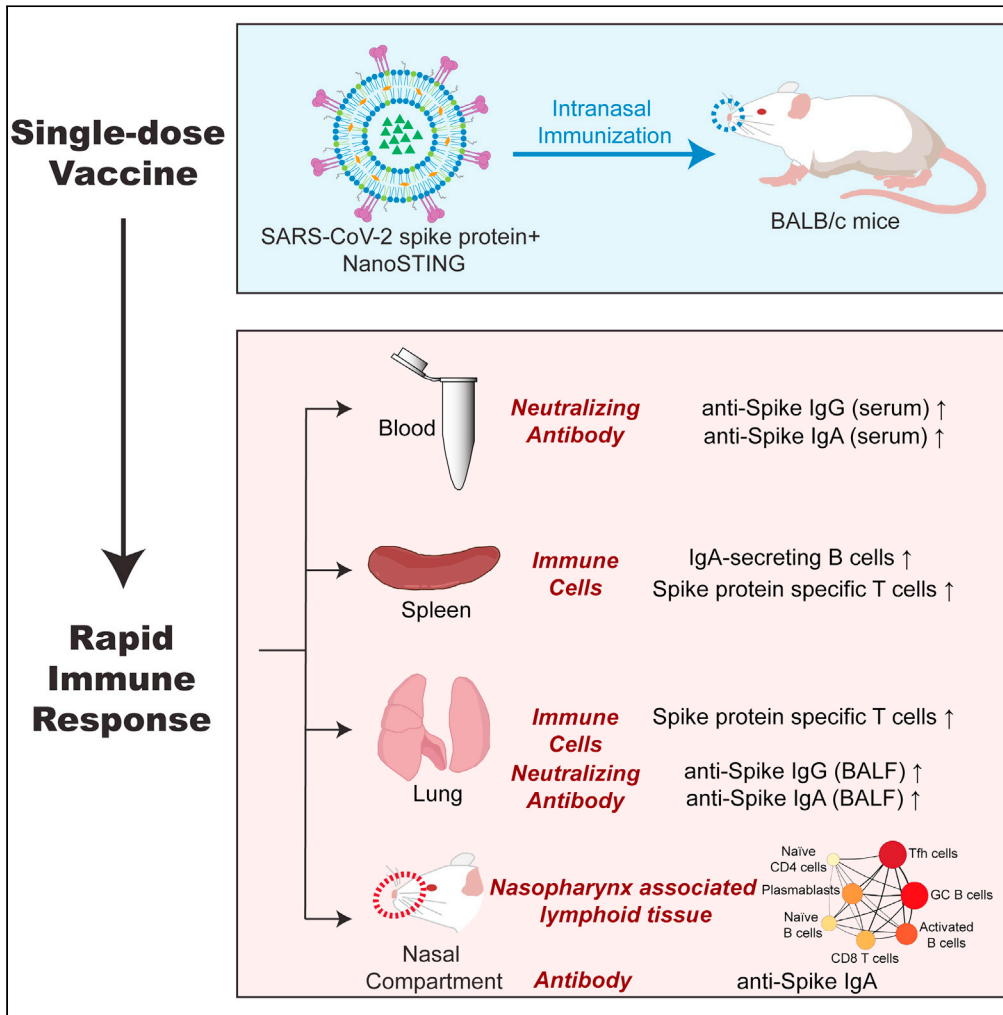 Single-dose
Vaccine
SARS-CoV-2 spike protein+
NanoSTING
Intranasal
Immunization
BALB/c mice
Rapid
Immune
Response
Blood
Neutralizing
Antibody
anti-Spike IgG (serum) ↑
anti-Spike IgA (serum) ↑
Spleen
Immune
Cells
IgA-secreting B cells ↑
Spike protein specific T cells ↑
Lung
Immune
Cells
Neutralizing
Antibody
Spike protein specific T cells ↑
anti-Spike IgG (BALF) ↑
anti-Spike IgA (BALF) ↑
Nasal
Compartment
Nasopharynx associated
lymphoid tissue
Naïve
CD4 cells
Tfh cells
Plasmablasts
GC B cells
Naïve
B cells
Activated
B cells
CD8 T cells
Antibody
anti-Spike IgA